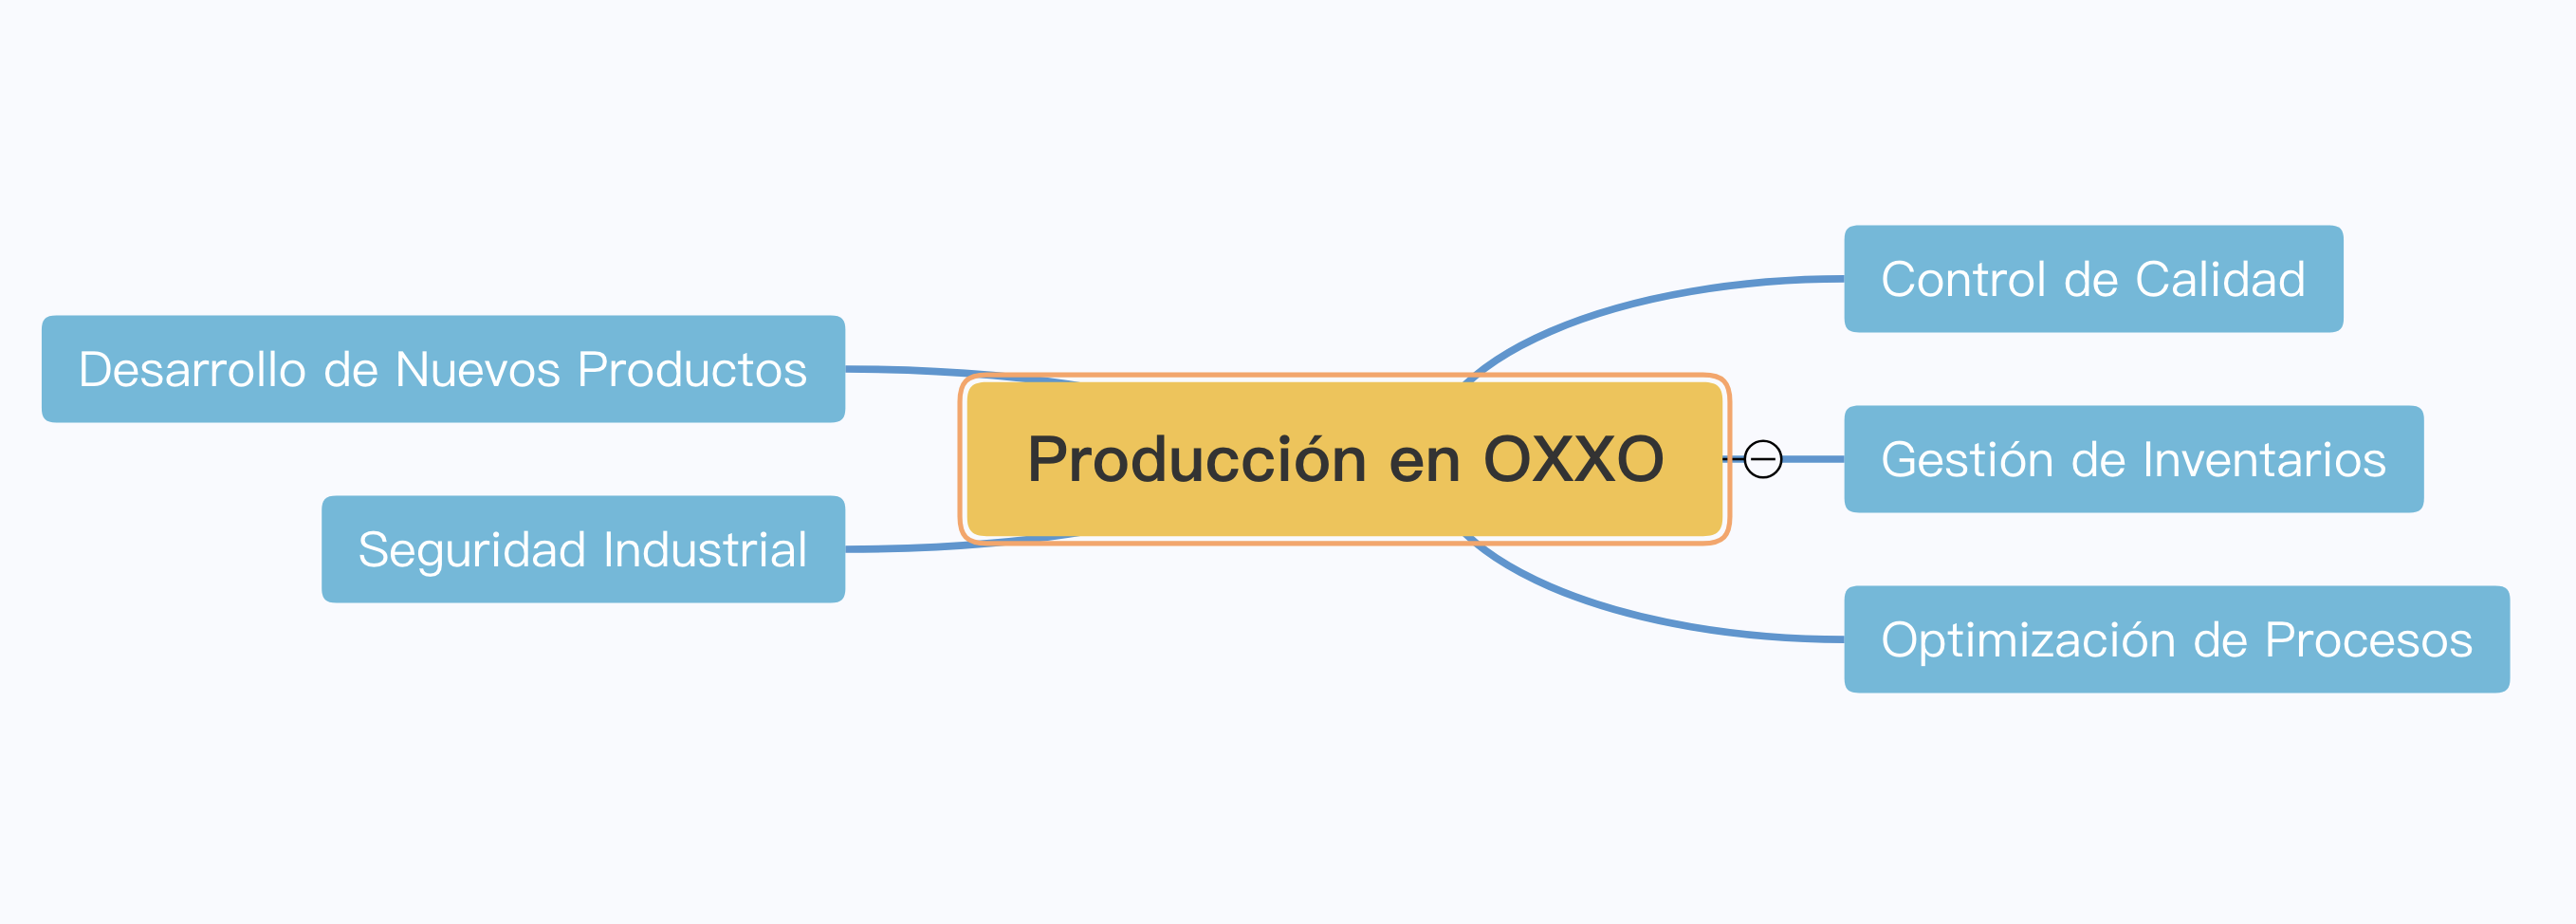 Producción en OXXO
Control de Calidad
Gestión de Inventarios
Optimización de Procesos
Desarrollo de Nuevos Productos
Seguridad Industrial